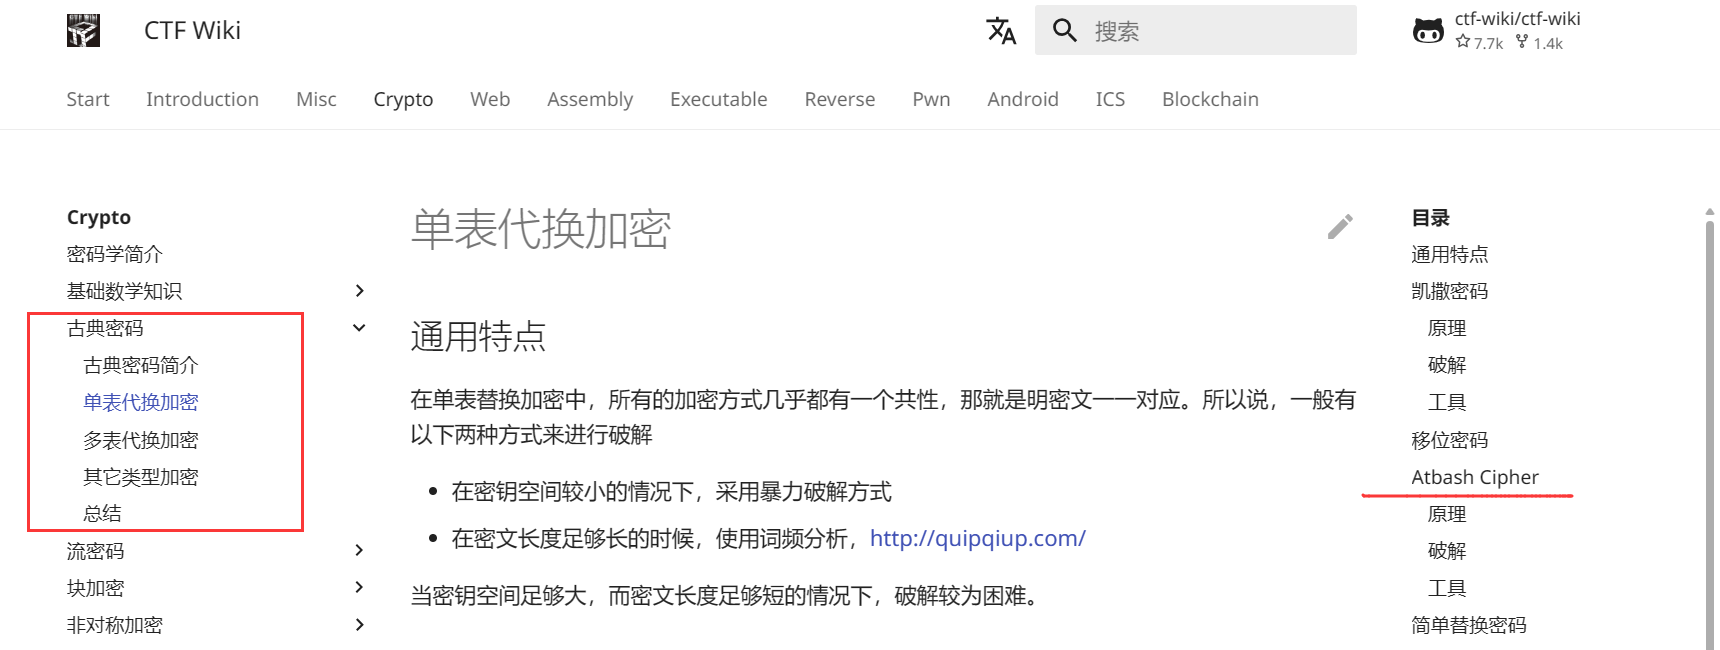 CTF Wiki
搜索
ctf-wiki/ctf-wiki
7.7k 1.4k
Start Introduction Misc Crypto Web Assembly Executable Reverse Pwn Android ICS Blockchain
Crypto
密码学简介
基础数学知识
古典密码
古典密码简介
单表代换加密
多表代换加密
其它类型加密
总结
流密码
块加密
非对称加密
单表代换加密
通用特点
在单表替换加密中，所有的加密方式几乎都有一个共性，那就是明密文一一对应。所以说，一般有
以下两种方式来进行破解
在密钥空间较小的情况下，采用暴力破解方式
在密文长度足够长的时候，使用词频分析，http://quipqiup.com/
当密钥空间足够大，而密文长度足够短的情况下，破解较为困难。
目录
通用特点
凯撒密码
原理
破解
工具
移位密码
Atbash Cipher
原理
破解
工具
简单替换密码